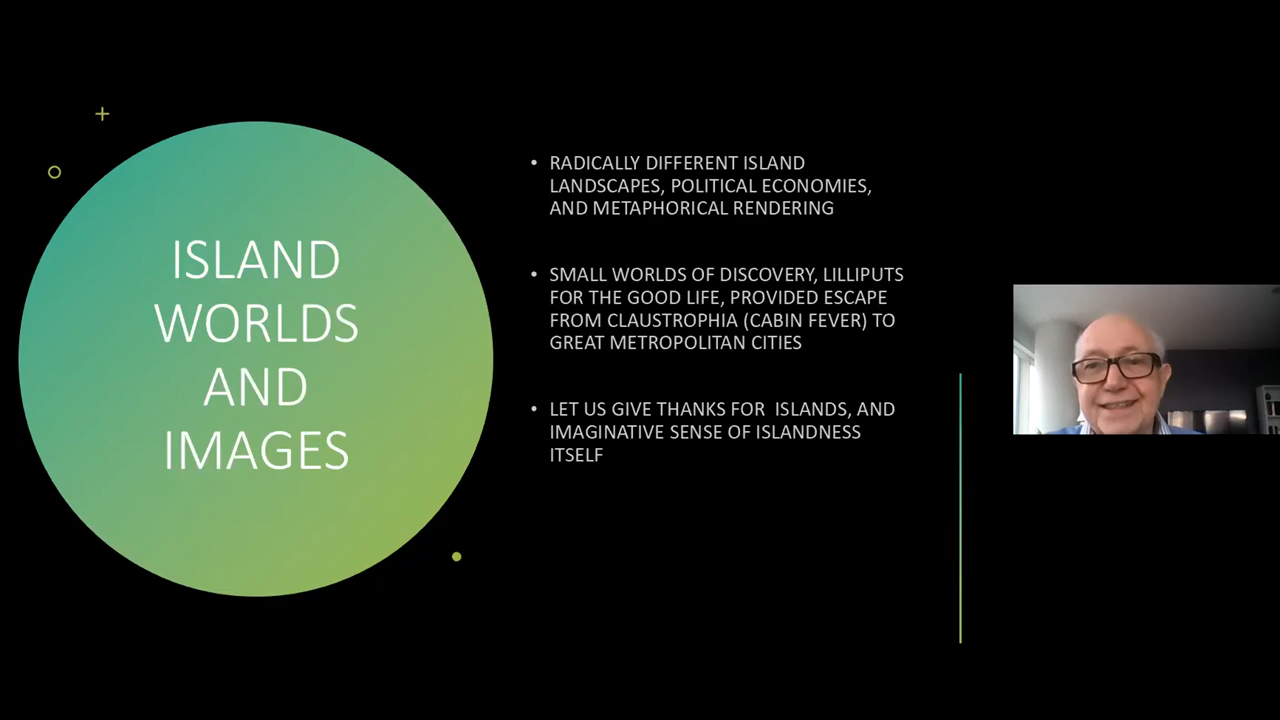 ISLAND
WORLDS
AND
IMAGES
• RADICALLY DIFFERENT ISLAND
LANDSCAPES, POLITICAL ECONOMIES,
AND METAPHORICAL RENDERING
• SMALL WORLDS OF DISCOVERY, LILLIPUTS
FOR THE GOOD LIFE, PROVIDED ESCAPE
FROM CLAUSTROPHIA (CABIN FEVER) TO
GREAT METROPOLITAN CITIES
• LET US GIVE THANKS FOR  ISLANDS, AND
IMAGINATIVE SENSE OF ISLANDNESS
ITSELF